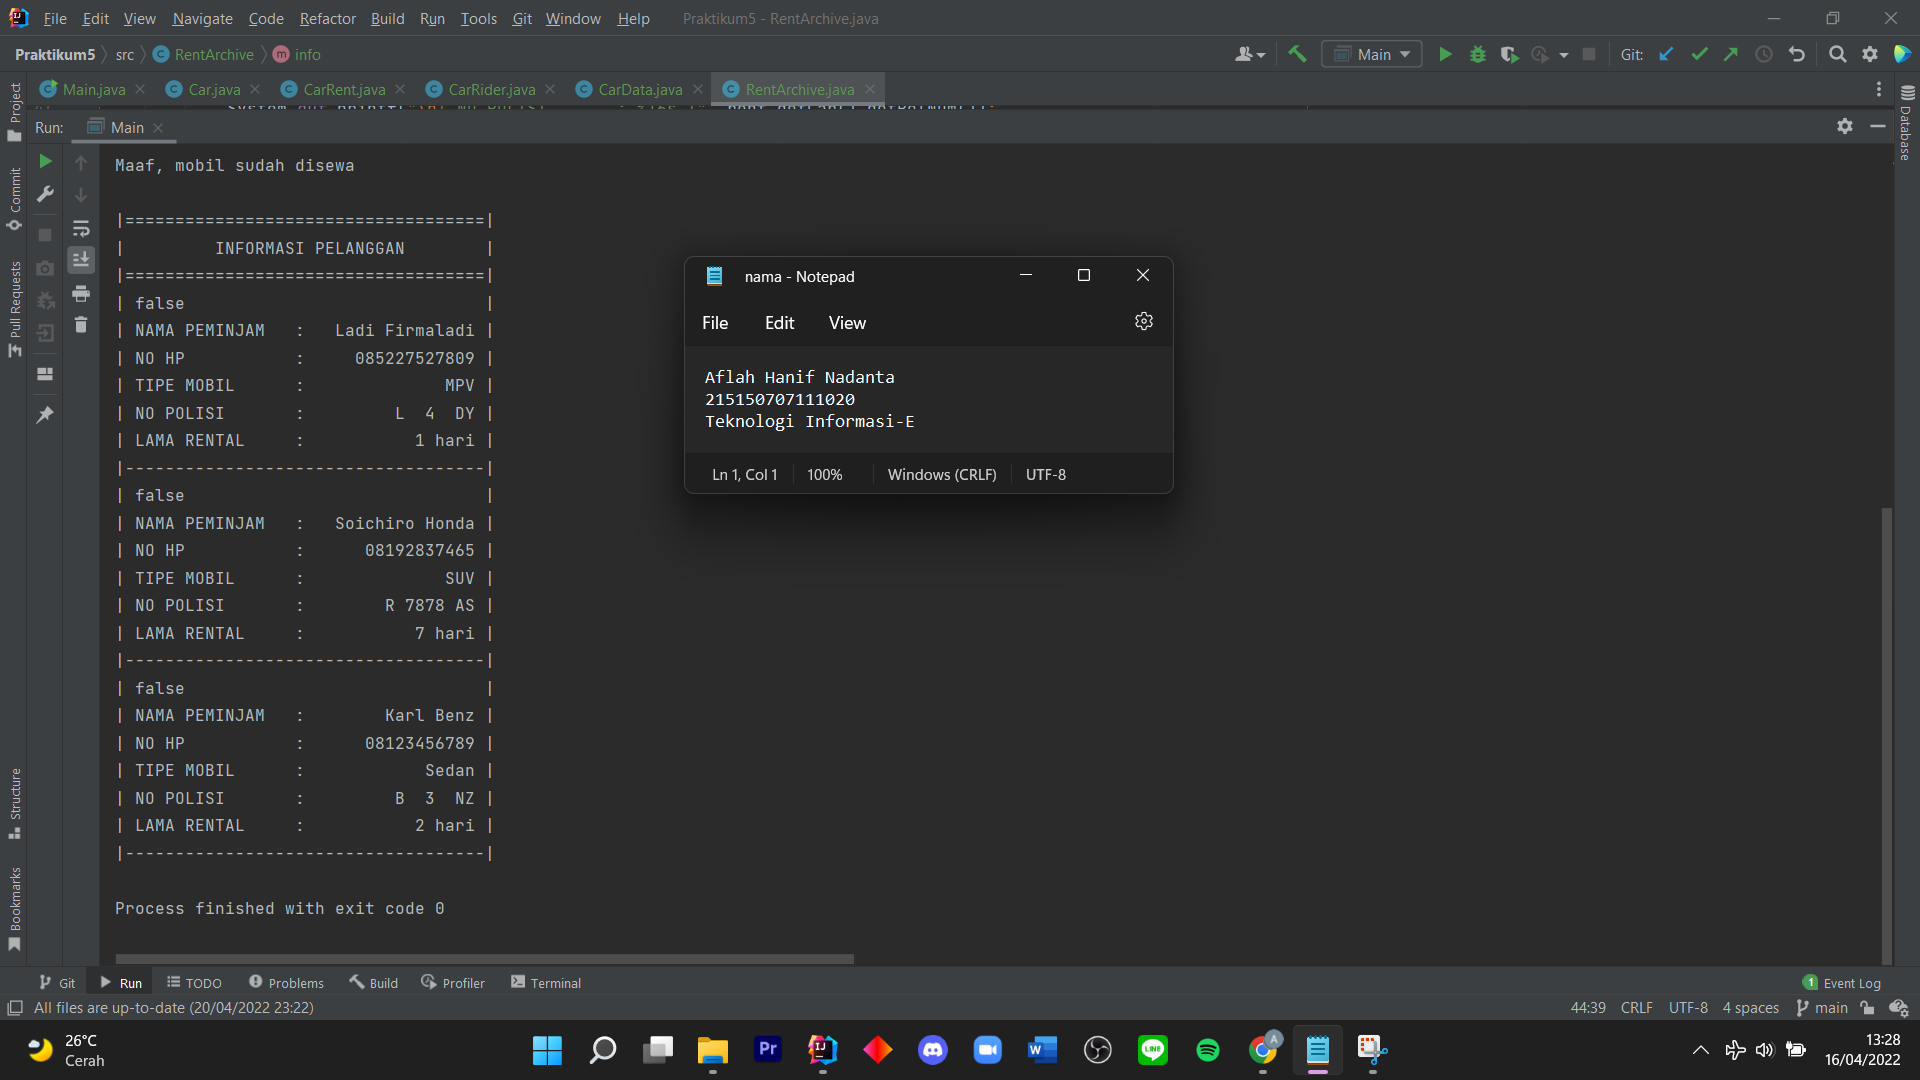 File Edit View Navigate Code Refactor Build Run Tools Git Window Help Praktikum5 - RentArchive.java
Praktikum5 src RentArchive info Main Git:
Main.java Car.java CarRent.java CarRider.java CarData.java RentArchive.java
Run: Main
Project
Commit
Pull Requests
Structure
Bookmarks
Database
Maaf, mobil sudah disewa
|====================================|
| INFORMASI PELANGGAN |
|====================================|
| false |
| NAMA PEMINJAM : Ladi Firmaladi |
| NO HP : 085227527809 |
| TIPE MOBIL : MPV |
| NO POLISI : L 4 DY |
| LAMA RENTAL : 1 hari |
|------------------------------------|
| false |
| NAMA PEMINJAM : Soichiro Honda |
| NO HP : 08192837465 |
| TIPE MOBIL : SUV |
| NO POLISI : R 7878 AS |
| LAMA RENTAL : 7 hari |
|------------------------------------|
| false |
| NAMA PEMINJAM : Karl Benz |
| NO HP : 08123456789 |
| TIPE MOBIL : Sedan |
| NO POLISI : B 3 NZ |
| LAMA RENTAL : 2 hari |
|------------------------------------|
Process finished with exit code 0
nama - Notepad
File Edit View
Aflah Hanif Nadanta
215150707111020
Teknologi Informasi-E
Ln 1, Col 1 100% Windows (CRLF) UTF-8
Git Run TODO Problems Build Profiler Terminal 1 Event Log
All files are up-to-date (20/04/2022 23:22) 44:39 CRLF UTF-8 4 spaces main
26°C
Cerah
Pr
IJ
W
LINE
A
13:28
16/04/2022